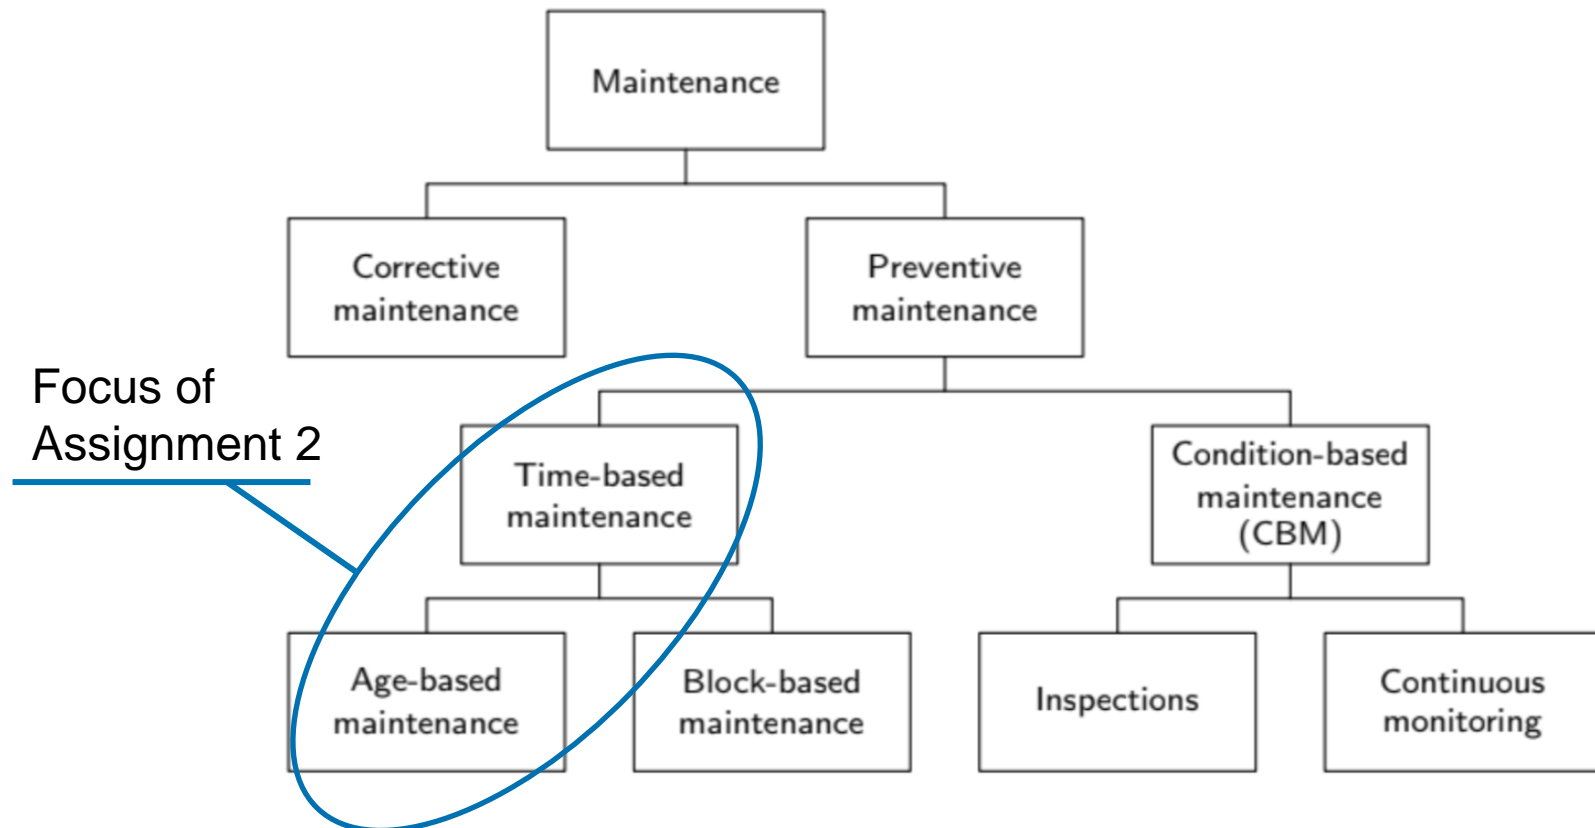 Maintenance
Corrective
maintenance
Preventive
maintenance
Focus of
Assignment 2
Time-based
maintenance
Condition-based
maintenance
(CBM)
Age-based
maintenance
Block-based
maintenance
Inspections
Continuous
monitoring